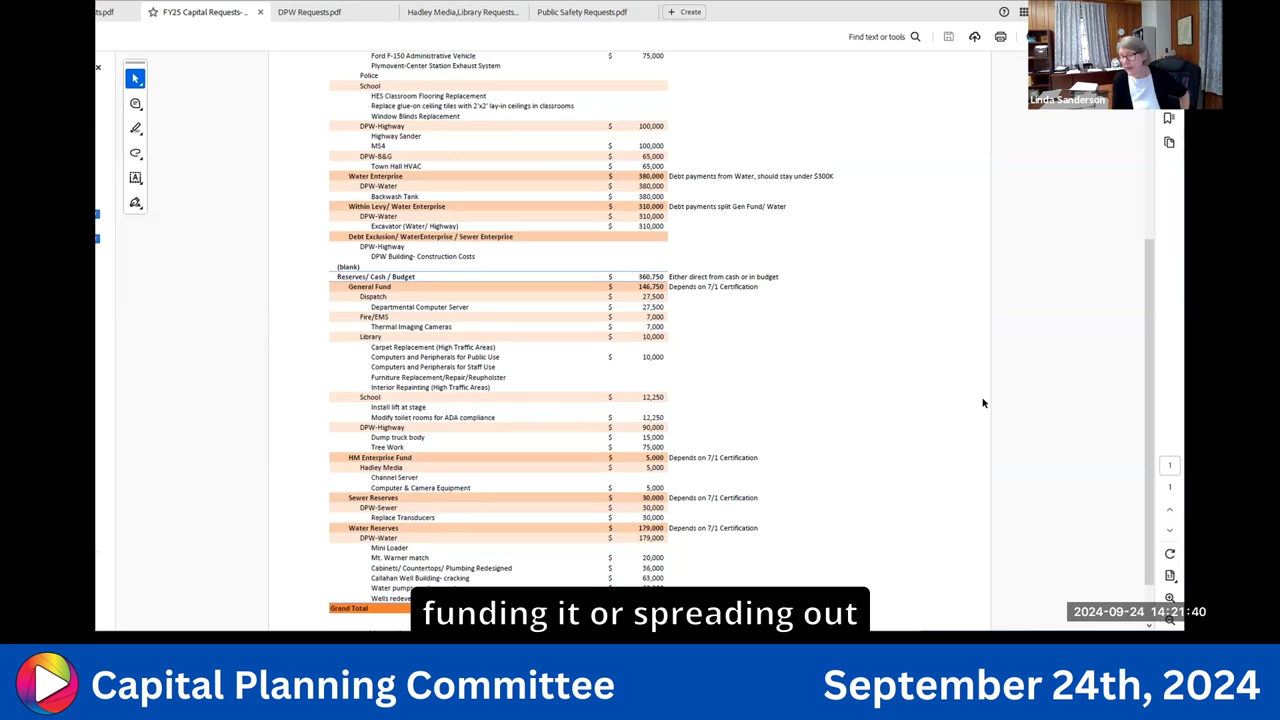 ts.pdf
FY25 Capital Requests- ...
DPW Requests.pdf
Hadley Media,Library Requests...
Public Safety Requests.pdf
Create
Find text or tools
Linda Sanderson
Ford F-150 Administrative Vehicle $ 75,000
Plymovent-Center Station Exhaust System
Police
School
HES Classroom Flooring Replacement
Replace glue-on ceiling tiles with 2'x2' lay-in ceilings in classrooms
Window Blinds Replacement
DPW-Highway $ 100,000
Highway Sander
MS4 $ 100,000
DPW-B&G $ 65,000
Town Hall HVAC $ 65,000
Water Enterprise $ 380,000 Debt payments from Water, should stay under $300K
DPW-Water $ 380,000
Backwash Tank $ 380,000
Within Levy/ Water Enterprise $ 310,000 Debt payments split Gen Fund/ Water
DPW-Water $ 310,000
Excavator (Water/ Highway) $ 310,000
Debt Exclusion/ WaterEnterprise / Sewer Enterprise
DPW-Highway
DPW Building- Construction Costs
(blank)
Reserves/ Cash / Budget $ 360,750 Either direct from cash or in budget
General Fund $ 146,750 Depends on 7/1 Certification
Dispatch $ 27,500
Departmental Computer Server $ 27,500
Fire/EMS $ 7,000
Thermal Imaging Cameras $ 7,000
Library $ 10,000
Carpet Replacement (High Traffic Areas)
Computers and Peripherals for Public Use $ 10,000
Computers and Peripherals for Staff Use
Furniture Replacement/Repair/Reupholster
Interior Repainting (High Traffic Areas)
School $ 12,250
Install lift at stage
Modify toilet rooms for ADA compliance $ 12,250
DPW-Highway $ 90,000
Dump truck body $ 15,000
Tree Work $ 75,000
HM Enterprise Fund $ 5,000 Depends on 7/1 Certification
Hadley Media $ 5,000
Channel Server
Computer & Camera Equipment $ 5,000
Sewer Reserves $ 30,000 Depends on 7/1 Certification
DPW-Sewer $ 30,000
Replace Transducers $ 30,000
Water Reserves $ 179,000 Depends on 7/1 Certification
DPW-Water $ 179,000
Mini Loader
Mt. Warner match $ 20,000
Cabinets/ Countertops/ Plumbing Redesigned $ 36,000
Callahan Well Building- cracking $ 63,000
Water pump
Wells redeve
Grand Total
1
1
funding it or spreading out
2024-09-24 14:21:40
Capital Planning Committee
September 24th, 2024